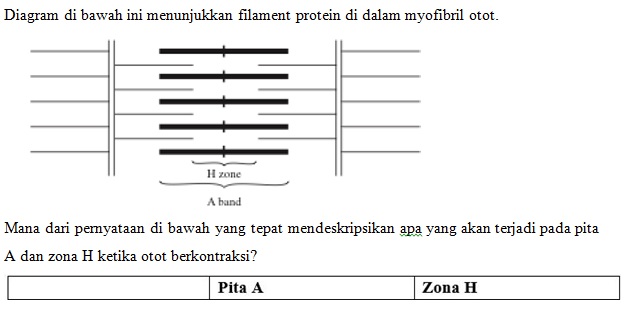 Diagram di bawah ini menunjukkan filament protein di dalam myofibril otot.
H zone
A band
Mana dari pernyataan di bawah yang tepat mendeskripsikan apa yang akan terjadi pada pita
A dan zona H ketika otot berkontraksi?
Pita A Zona H